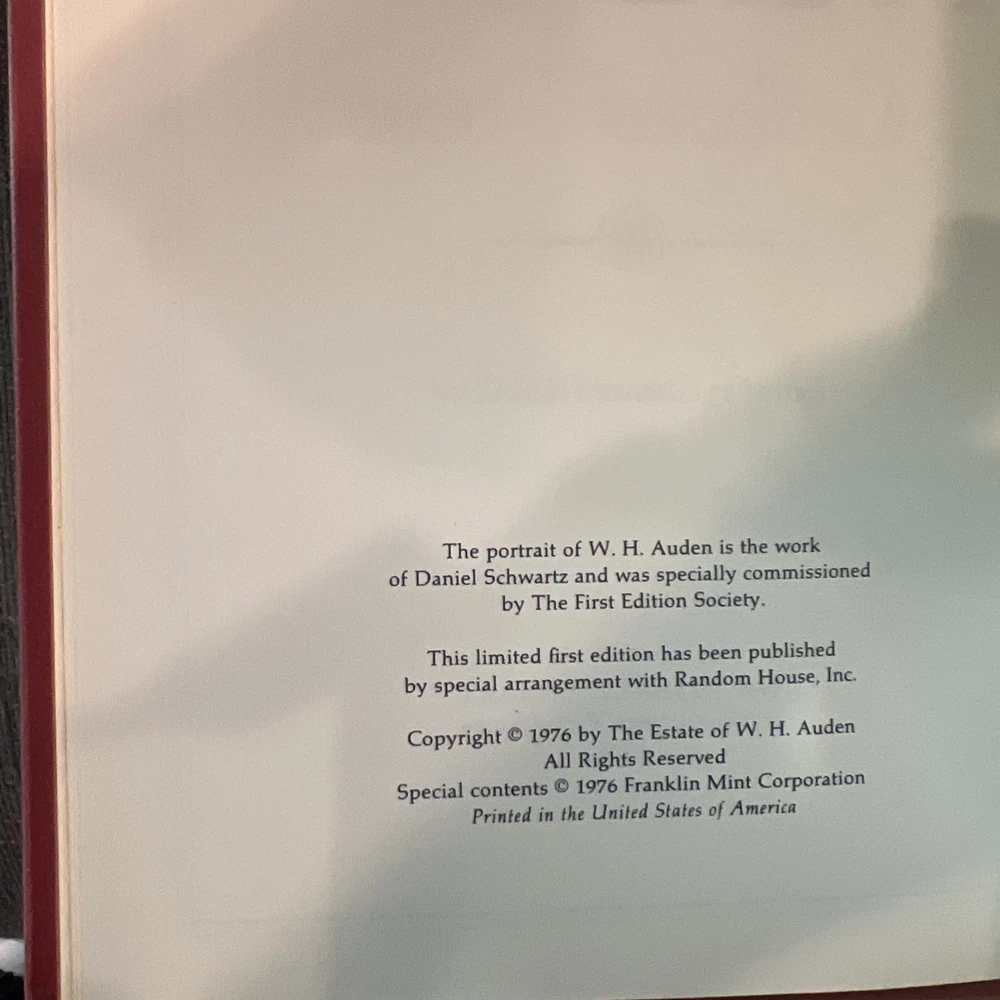 The portrait of W. H. Auden is the work
of Daniel Schwartz and was specially commissioned
by The First Edition Society.
This limited first edition has been published
by special arrangement with Random House, Inc.
Copyright © 1976 by The Estate of W. H. Auden
All Rights Reserved
Special contents © 1976 Franklin Mint Corporation
Printed in the United States of America